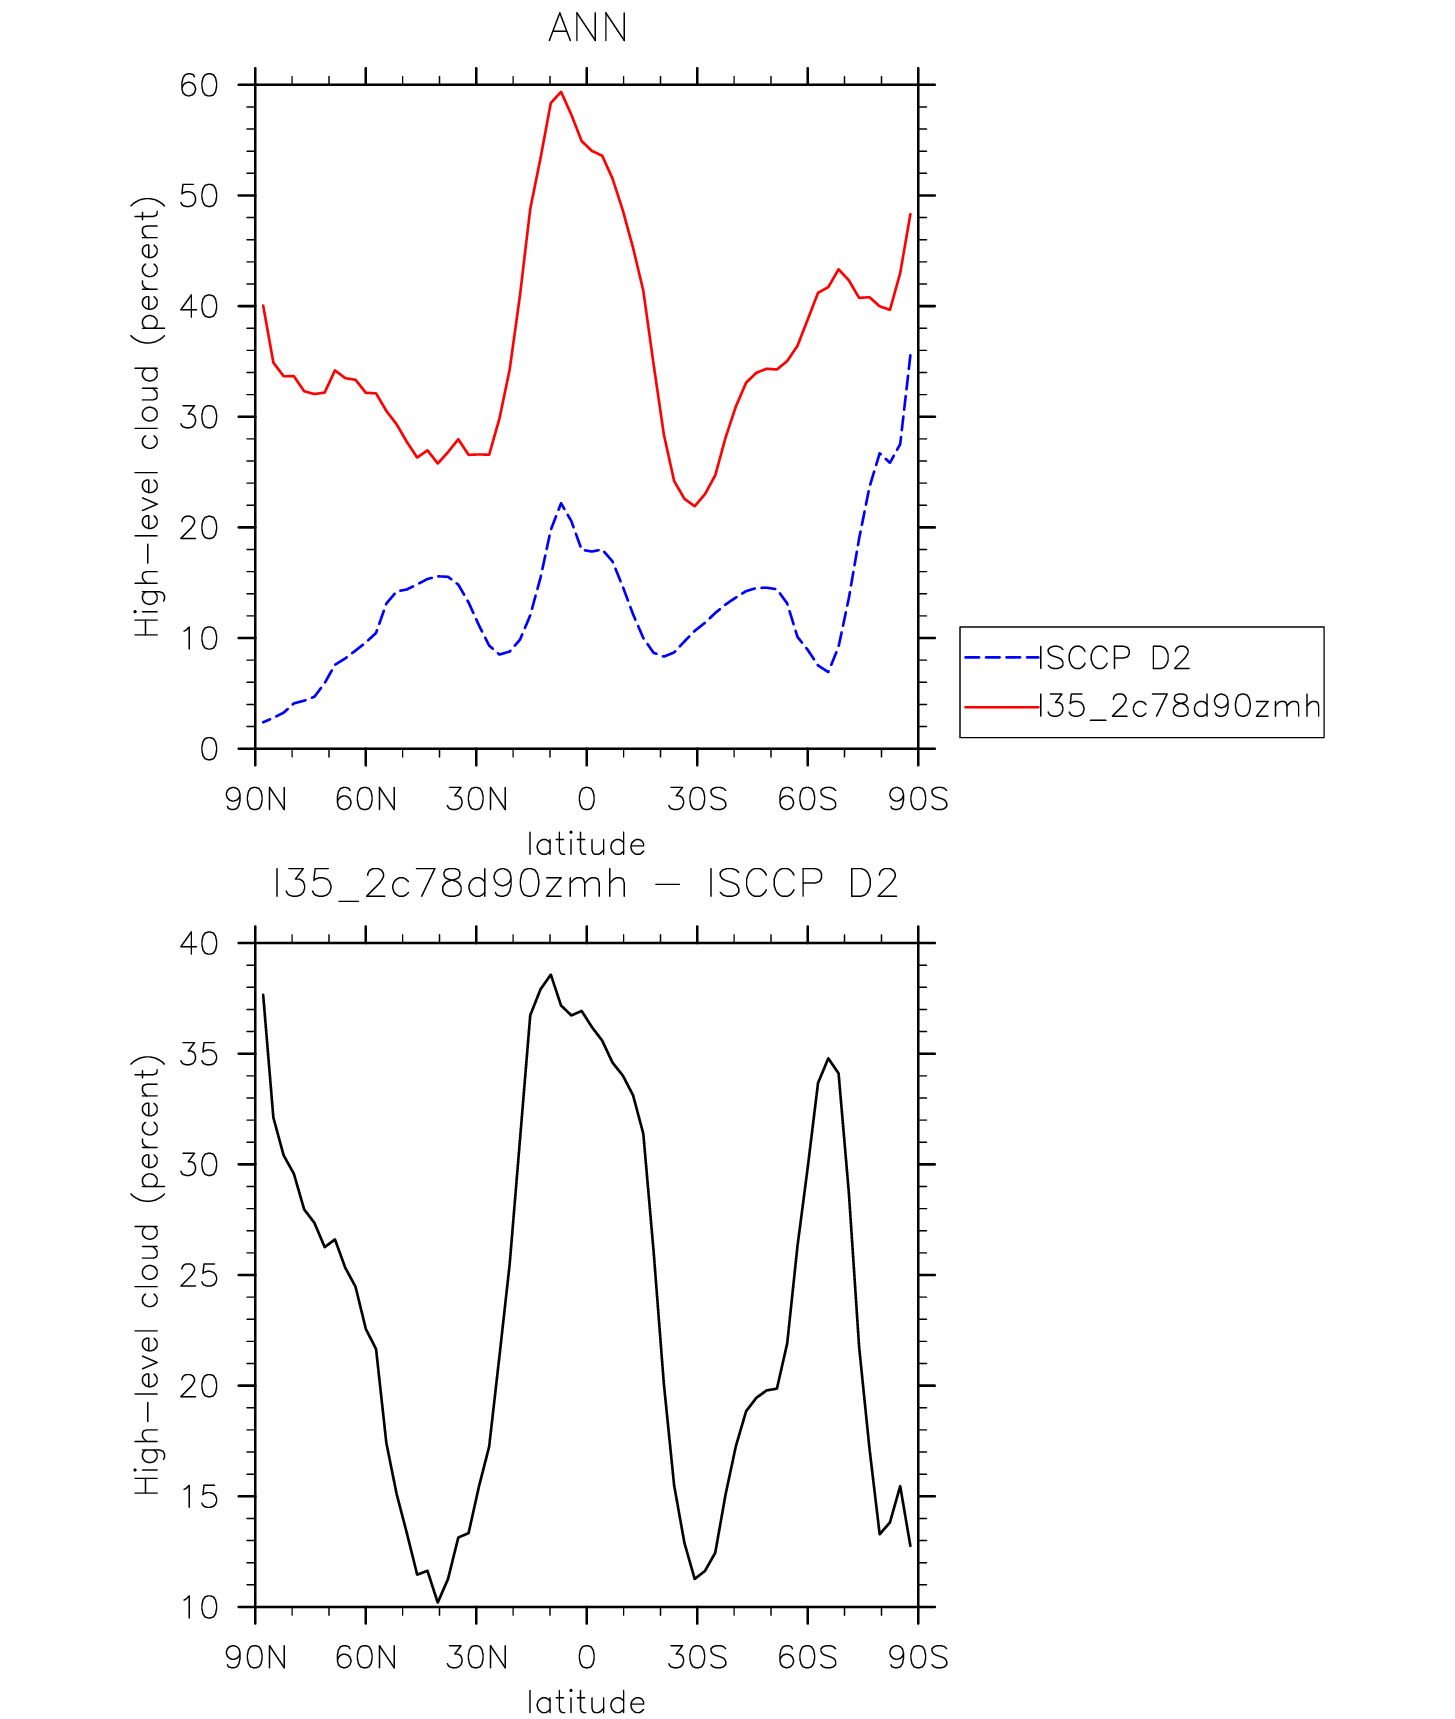 ANN
High-level cloud (percent)
60
50
40
30
20
10
0
90N 60N 30N 0 30S 60S 90S
latitude
ISCCP D2
I35_2c78d90zmh
I35_2c78d90zmh - ISCCP D2
High-level cloud (percent)
40
35
30
25
20
15
10
90N 60N 30N 0 30S 60S 90S
latitude